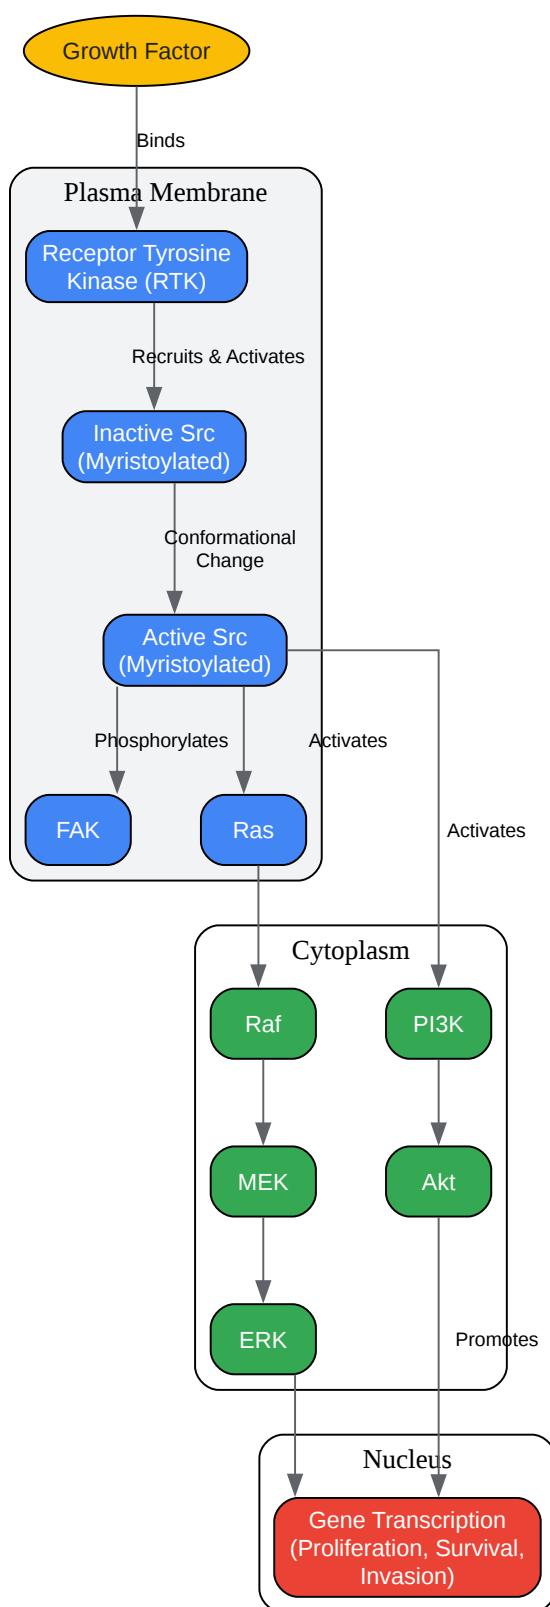 Growth Factor
Binds
Plasma Membrane
Receptor Tyrosine
Kinase (RTK)
Recruits & Activates
Inactive Src
(Myristoylated)
Conformational
Change
Active Src
(Myristoylated)
Phosphorylates
Activates
FAK
Ras
Activates
Cytoplasm
Raf
PI3K
MEK
Akt
ERK
Promotes
Nucleus
Gene Transcription
(Proliferation, Survival,
Invasion)